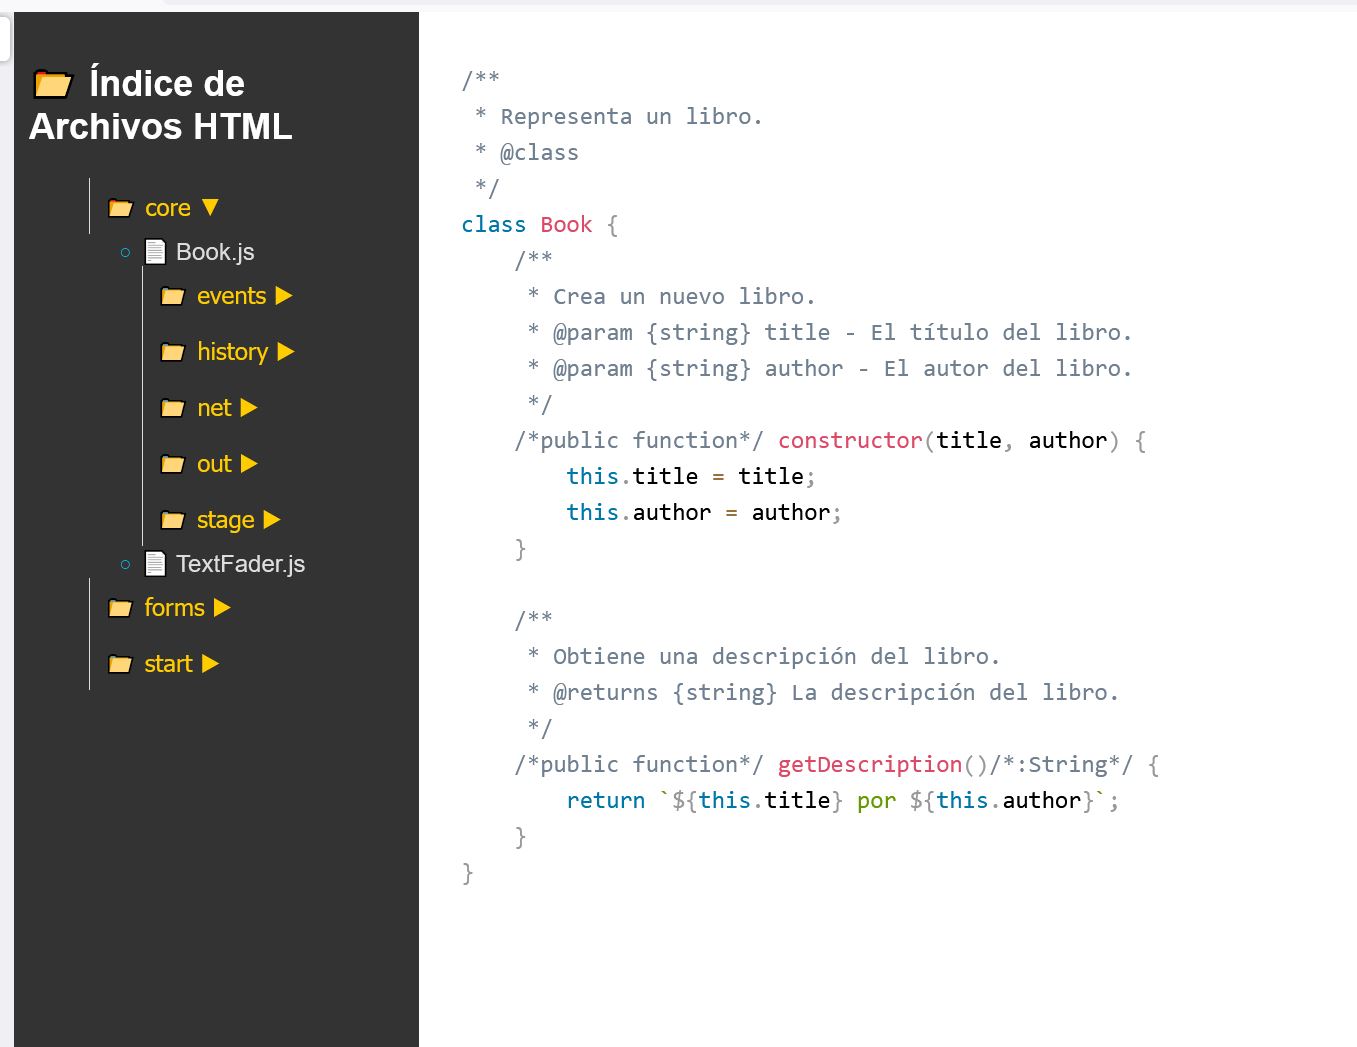 Índice de
Archivos HTML
core ▼
Book.js
events ▶
history ▶
net ▶
out ▶
stage ▶
TextFader.js
forms ▶
start ▶
/**
 * Representa un libro.
 * @class
 */
class Book {
    /**
     * Crea un nuevo libro.
     * @param {string} title - El título del libro.
     * @param {string} author - El autor del libro.
     */
    /*public function*/ constructor(title, author) {
        this.title = title;
        this.author = author;
    }

    /**
     * Obtiene una descripción del libro.
     * @returns {string} La descripción del libro.
     */
    /*public function*/ getDescription()/*:String*/ {
        return `${this.title} por ${this.author}`;
    }
}